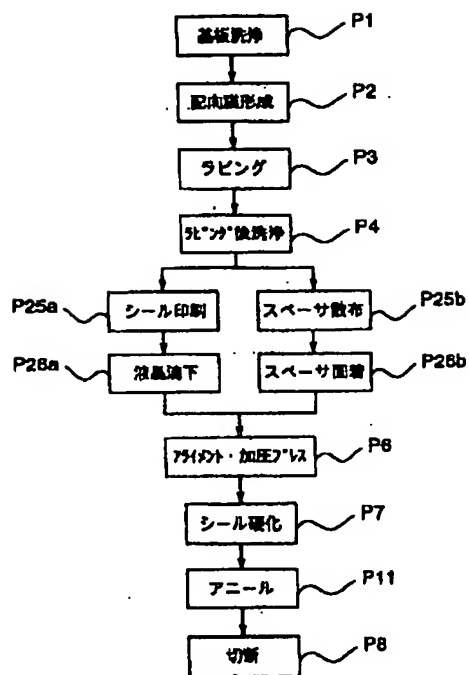 基板洗浄 P1
配向膜形成 P2
ラビング P3
ラビング後洗浄 P4
P25a シール印刷 スペーサ散布 P25b
P26a 液晶滴下 スペーサ固着 P26b
アライメント・加圧プレス P6
シール硬化 P7
アニール P11
切断 P8